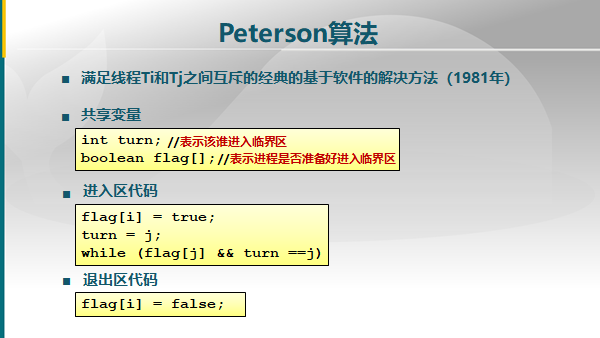 Peterson算法
满足线程Ti和Tj之间互斥的经典的基于软件的解决方法（1981年）
共享变量
int turn; //表示该谁进入临界区
boolean flag[]; //表示进程是否准备好进入临界区
进入区代码
flag[i] = true;
turn = j;
while (flag[j] && turn ==j)
退出区代码
flag[i] = false;